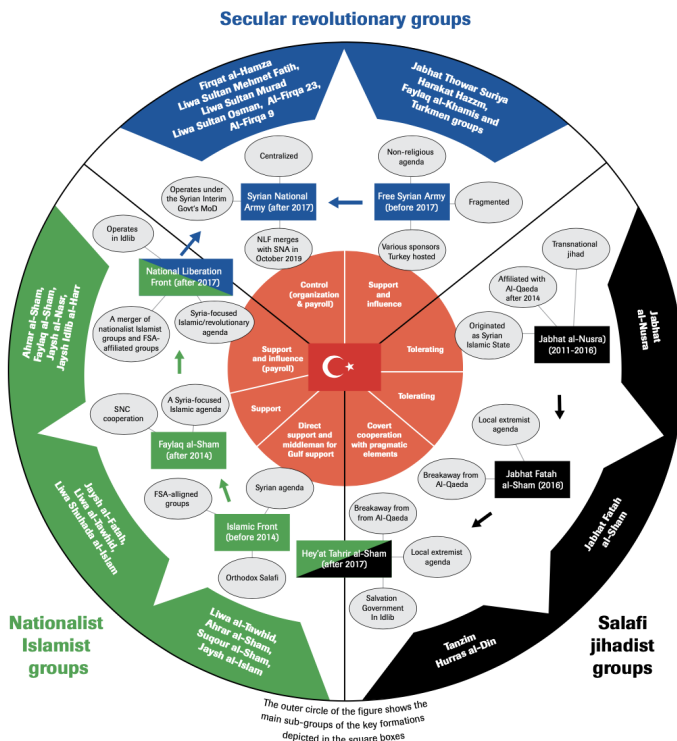 Secular revolutionary groups
Firqat al-Hamza
Liwa Sultan Mehmet Fatih,
Liwa Sultan Murad
Liwa Sultan Osman, Al-Firqa 23,
Al-Firqa 9
Jabhat Thowar Suriya
Harakat Hazzm,
Faylaq al-Khamis and
Turkmen groups
Centralized
Non-religious
agenda
Operates under
the Syrian Interim
Govt's MoD
Syrian National
Army (after 2017)
Free Syrian Army
(before 2017)
Fragmented
NLF merges
with SNA in
October 2019
Various sponsors
Turkey hosted
Operates
in Idlib
National Liberation
Front (after 2017)
A merger of
nationalist Islamist
groups and FSA-
affiliated groups
Syria-focused
Islamic/revolutionary
agenda
Ahrar al-Sham,
Faylaq al-Sham,
Jaysh al-Nasr,
Jaysh Idlib al-Harr
Control
(organization
& payroll)
Support
and
influence
Support
and influence
(payroll)
Tolerating
Support
Tolerating
Direct
support and
middleman for
Gulf support
Covert
cooperation
with pragmatic
elements
Transnational
jihad
Affiliated with
Al-Qeda
after 2014
Originated
as Syrian
Islamic State
Jabhat al-Nusra)
(2011-2016)
Jabhat
al-Nusra
SNC
cooperation
A Syria-focused
Islamic agenda
Faylaq al-Sham
(after 2014)
Local extremist
agenda
Breakaway from
Al-Qaeda
Jabhat Fatah
al-Sham (2016)
Jabhat Fatah
al-Sham
FSA-alligned
groups
Syrian agenda
Islamic Front
(before 2014)
Orthodox Salafi
Jaysh al-Fatah,
Liwa al-Tawhid,
Liwa Shuhada al-Islam
Breakaway from
from Al-Qaeda
Hey'at Tahrir al-Sham
(after 2017)
Local extremist
agenda
Salvation
Government
In Idlib
Nationalist
Islamist
groups
Liwa al-Tawhid,
Ahrar al-Sham,
Suqour al-Sham,
Jaysh al-Islam
Tanzim
Hurras al-Din
Salafi
jihadist
groups
The outer circle of the figure shows the
main sub-groups of the key formations
depicted in the square boxes